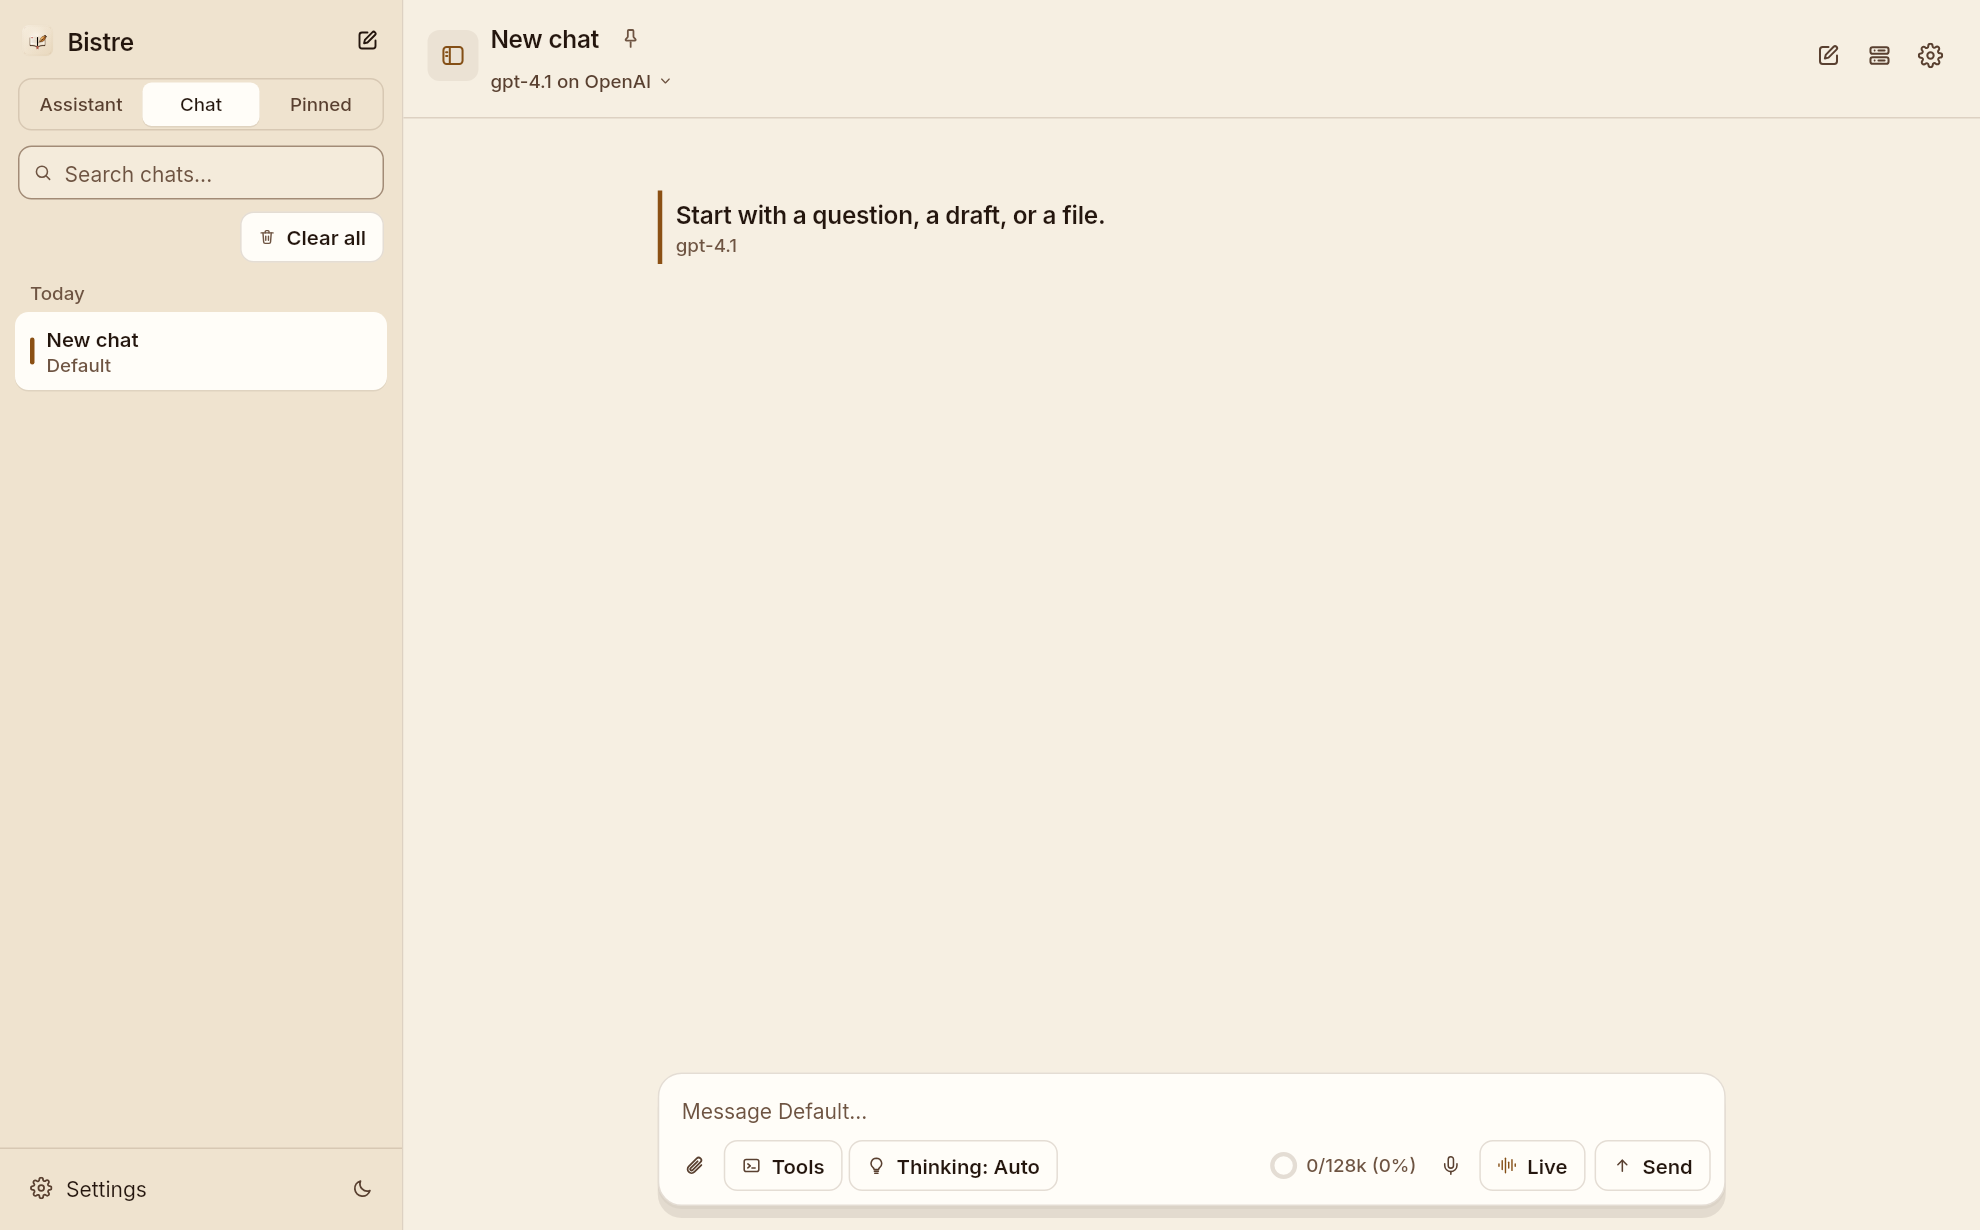 Bistre
Assistant
Chat
Pinned
Search chats...
Clear all
Today
New chat
Default
Settings
New chat
gpt-4.1 on OpenAI
Start with a question, a draft, or a file.
gpt-4.1
Message Default...
Tools
Thinking: Auto
0/128k (0%)
Live
Send